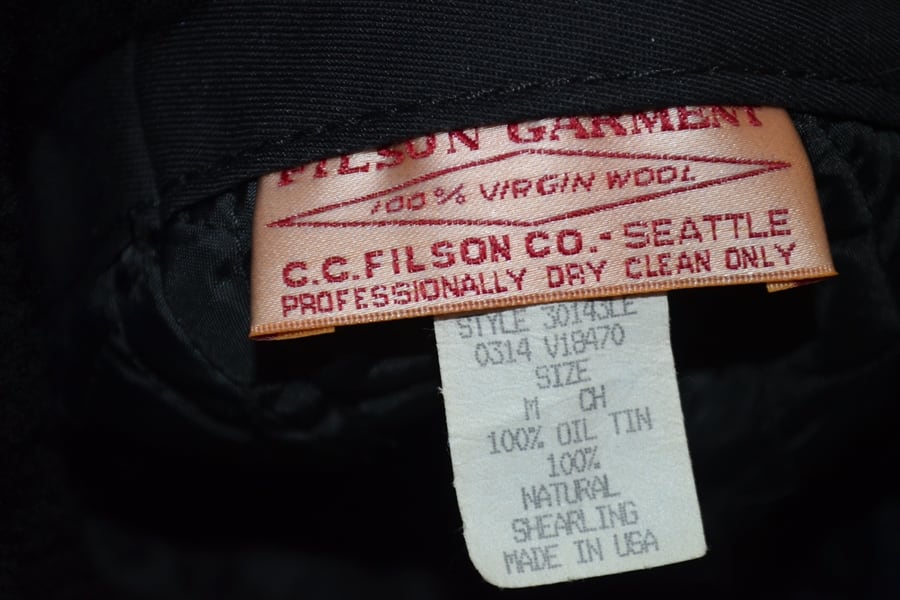 FILSON GARMENT
100% VIRGIN WOOL
C.C. FILSON CO. - SEATTLE
PROFESSIONALLY DRY CLEAN ONLY
STYLE 30143LE
0314 V18470
SIZE
M CH
100% OIL TIN
100%
NATURAL
SHEARLING
MADE IN USA